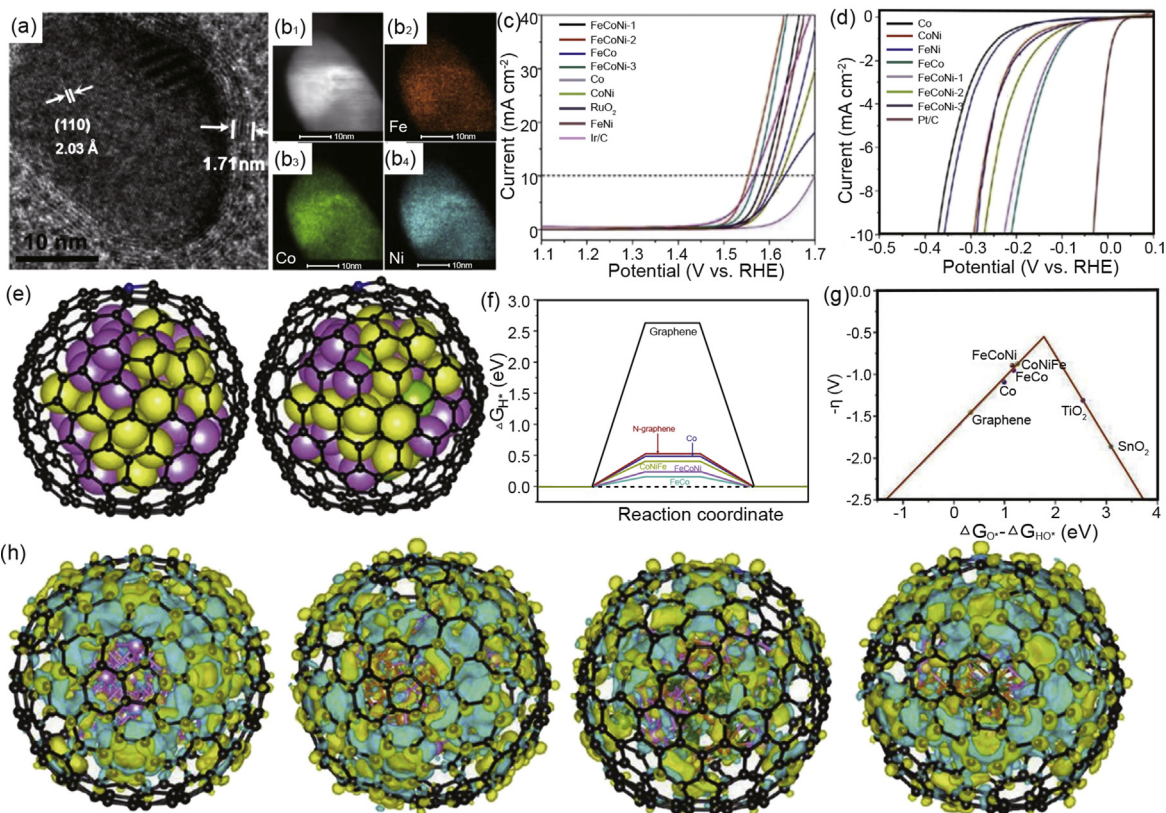 (a)
(110)
2.03 Å
1.71nm
10 nm
(b₁)
10nm
(b₂)
Fe
10nm
(b₃)
Co
10nm
(b₄)
Ni
10nm
(c)
Current (mA cm⁻²)
40
30
20
10
0
FeCoNi-1
FeCoNi-2
FeCo
FeCoNi-3
Co
CoNi
RuO₂
FeNi
Ir/C
1.1 1.2 1.3 1.4 1.5 1.6 1.7
Potential (V vs. RHE)
(d)
Current (mA cm⁻²)
0
-2
-4
-6
-8
-10
Co
CoNi
FeNi
FeCo
FeCoNi-1
FeCoNi-2
FeCoNi-3
Pt/C
-0.5 -0.4 -0.3 -0.2 -0.1 0.0 0.1
Potential (V vs. RHE)
(e)
(f)
△G_H* (eV)
3.0
2.5
2.0
1.5
1.0
0.5
0.0
Graphene
N-graphene
Co
CoNiFe
FeCoNi
FeCo
Reaction coordinate
(g)
-η (V)
-0.0
-0.5
-1.0
-1.5
-2.0
-2.5
FeCoNi
CoNiFe
FeCo
Co
Graphene
TiO₂
SnO₂
-1 0 1 2 3 4
△G_O*-△G_HO* (eV)
(h)